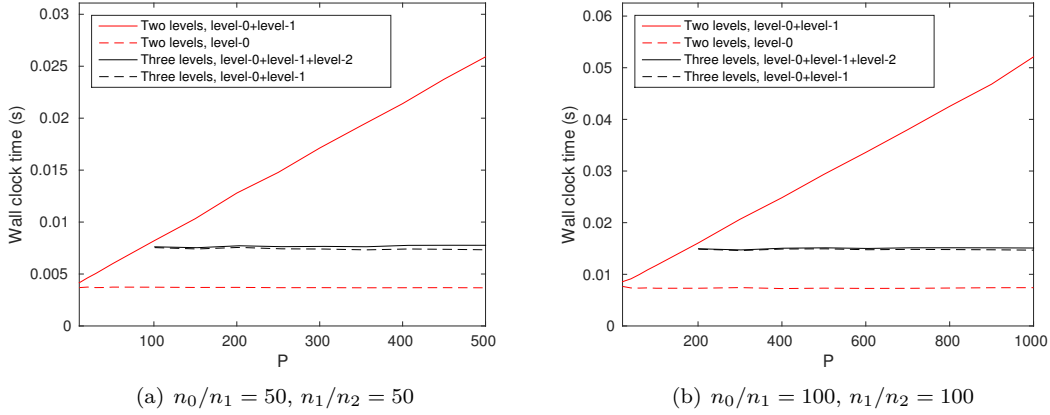 0.03
0.025
0.02
0.015
0.01
0.005
0
Wall clock time (s)
Two levels, level-0+level-1
Two levels, level-0
Three levels, level-0+level-1+level-2
Three levels, level-0+level-1
100 200 300 400 500
P
(a) n₀/n₁ = 50, n₁/n₂ = 50
0.06
0.05
0.04
0.03
0.02
0.01
0
Wall clock time (s)
Two levels, level-0+level-1
Two levels, level-0
Three levels, level-0+level-1+level-2
Three levels, level-0+level-1
200 400 600 800 1000
P
(b) n₀/n₁ = 100, n₁/n₂ = 100